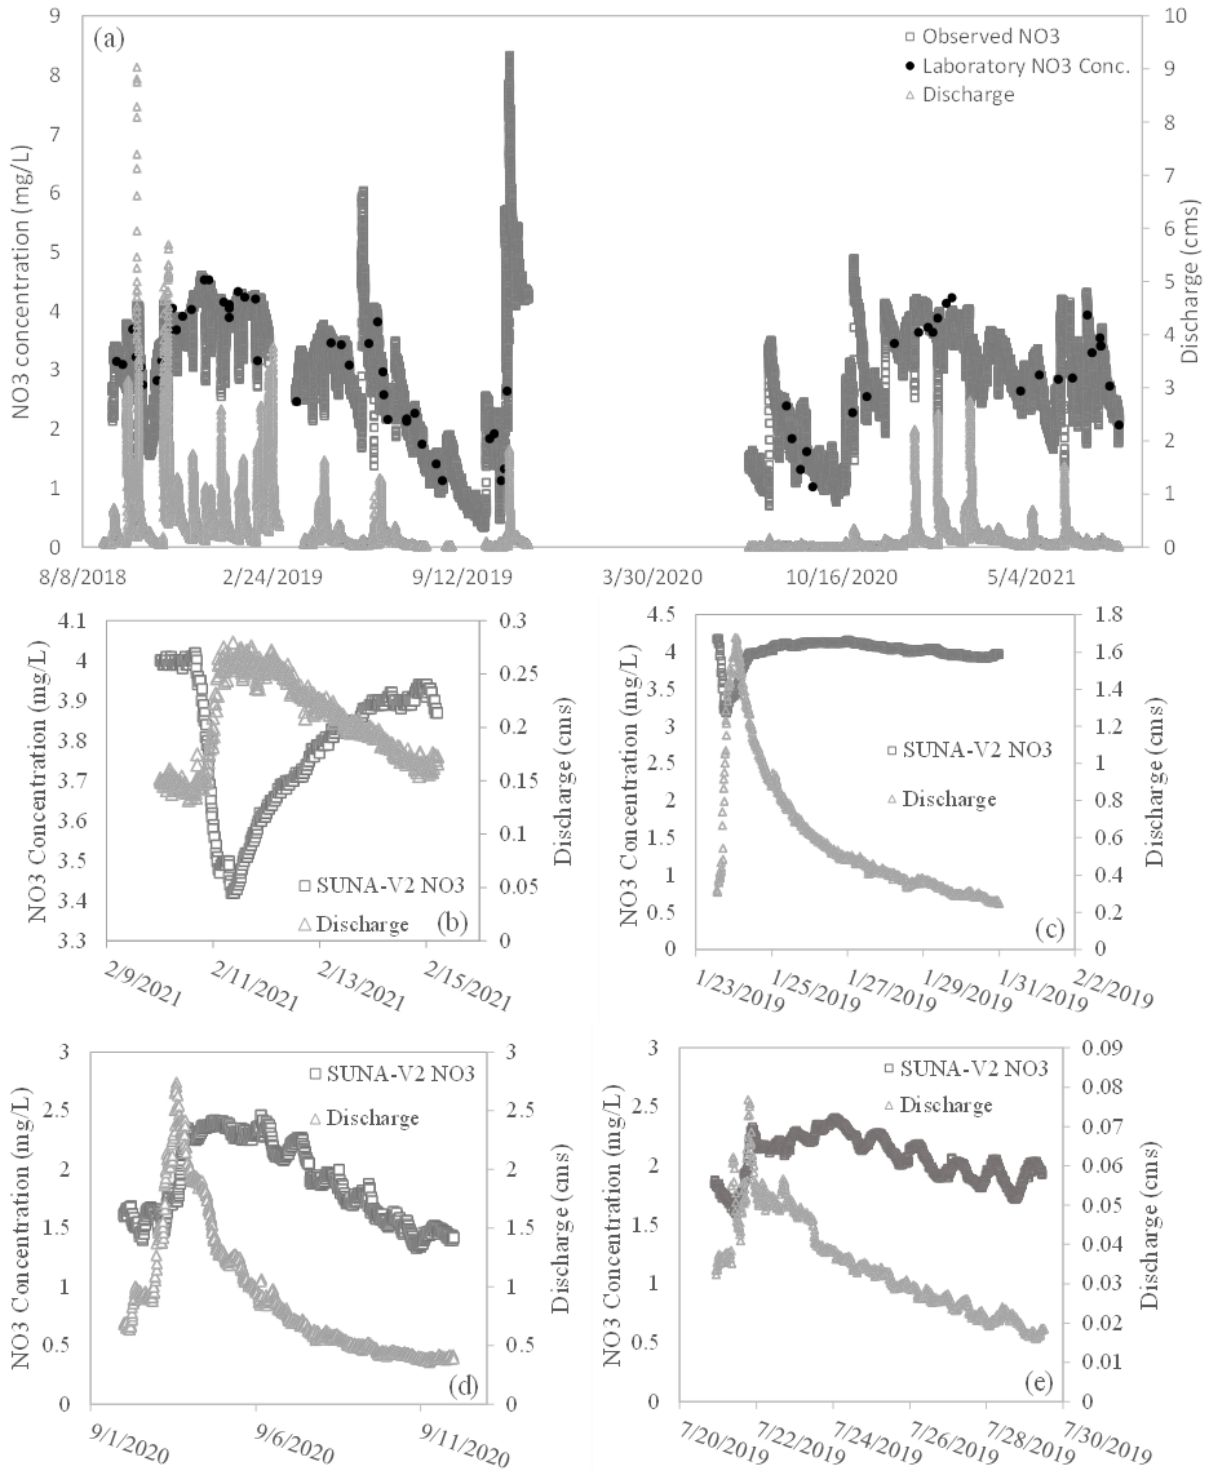 (a)
Observed NO3
Laboratory NO3 Conc.
Discharge
NO3 concentration (mg/L)
9
8
7
6
5
4
3
2
1
0
10
9
8
7
6
5
4
3
2
1
0
Discharge (cms)
8/8/2018 2/24/2019 9/12/2019 3/30/2020 10/16/2020 5/4/2021
NO3 Concentration (mg/L)
4.1
4
3.9
3.8
3.7
3.6
3.5
3.4
3.3
SUNA-V2 NO3
Discharge
(b)
0.3
0.25
0.2
0.15
0.1
0.05
0
Discharge (cms)
2/9/2021 2/11/2021 2/13/2021 2/15/2021
NO3 Concentration (mg/L)
4.5
4
3.5
3
2.5
2
1.5
1
0.5
0
SUNA-V2 NO3
Discharge
(c)
1.8
1.6
1.4
1.2
1
0.8
0.6
0.4
0.2
0
Discharge (cms)
1/23/2019 1/25/2019 1/27/2019 1/29/2019 1/31/2019 2/2/2019
NO3 Concentration (mg/L)
3
2.5
2
1.5
1
0.5
0
SUNA-V2 NO3
Discharge
(d)
3
2.5
2
1.5
1
0.5
0
Discharge (cms)
9/1/2020 9/6/2020 9/11/2020
NO3 Concentration (mg/L)
3
2.5
2
1.5
1
0.5
0
SUNA-V2 NO3
Discharge
(e)
0.09
0.08
0.07
0.06
0.05
0.04
0.03
0.02
0.01
0
Discharge (cms)
7/20/2019 7/22/2019 7/24/2019 7/26/2019 7/28/2019 7/30/2019